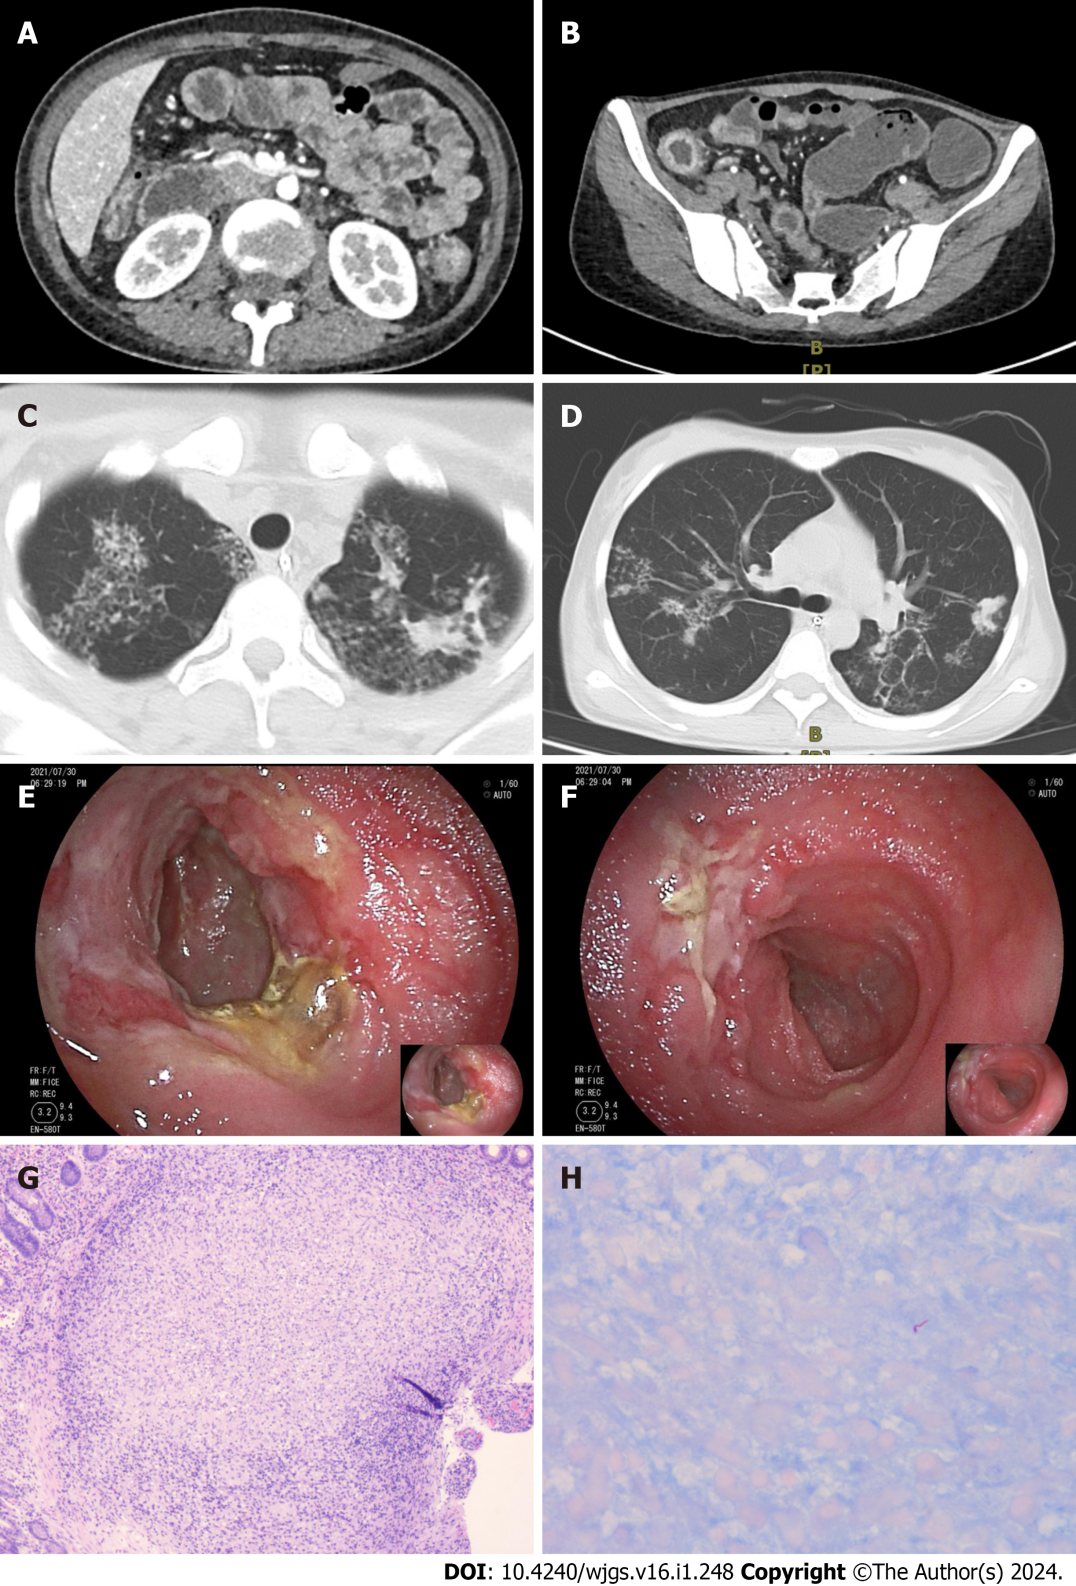 A
B
B
[P]
C
D
B
E
2021/07/30
06:29:19 PM
1/60
AUTO
FR:F/T
MM:FICE
RC:REC
3.2
9.4
9.3
EN-580T
F
2021/07/30
06:29:04 PM
1/60
AUTO
FR:F/T
MM:FICE
RC:REC
3.2
9.4
9.3
EN-580T
G
H
DOI: 10.4240/wjgs.v16.i1.248 Copyright ©The Author(s) 2024.